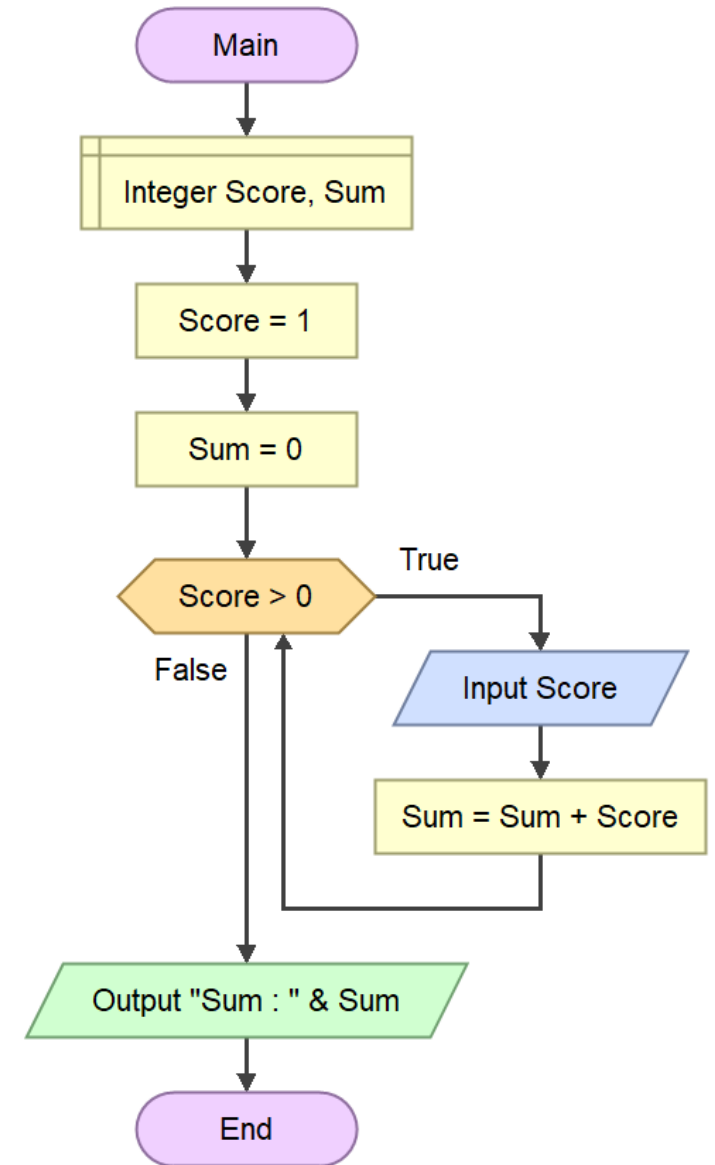 Main
Integer Score, Sum
Score = 1
Sum = 0
Score > 0
True
False
Input Score
Sum = Sum + Score
Output "Sum : " & Sum
End